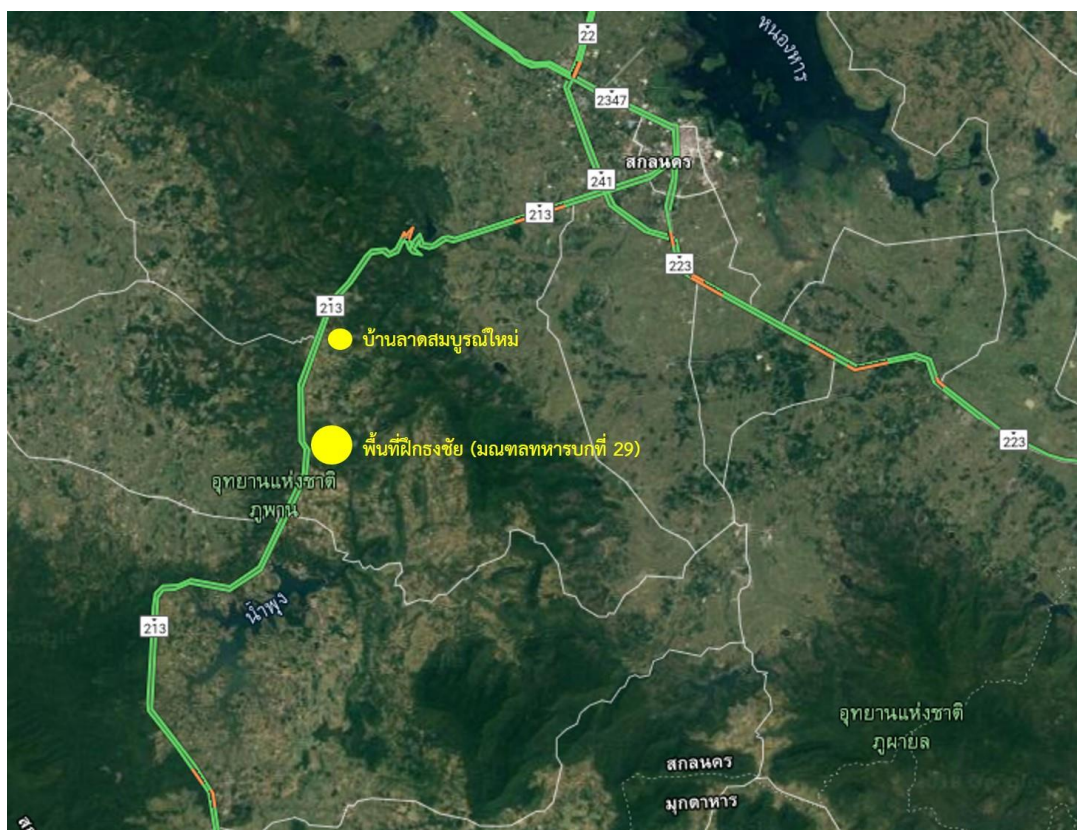 22
หนองหาร
2347
สกลนคร
241
213
223
213
บ้านลาดสมบูรณ์ใหม่
พื้นที่ฝึกธงชัย (มณฑลทหารบกที่ 29)
223
อุทยานแห่งชาติ
ภูพาน
น้ำพุง
213
อุทยานแห่งชาติ
ภูผายล
สกลนคร
มุกดาหาร